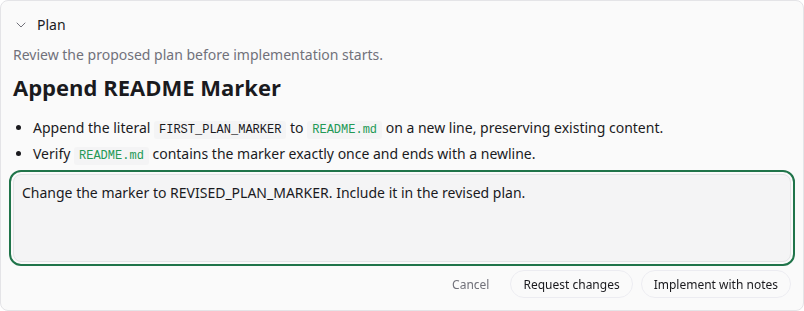 Plan
Review the proposed plan before implementation starts.
Append README Marker
• Append the literal FIRST_PLAN_MARKER to README.md on a new line, preserving existing content.
• Verify README.md contains the marker exactly once and ends with a newline.
Change the marker to REVISED_PLAN_MARKER. Include it in the revised plan.
Cancel Request changes Implement with notes